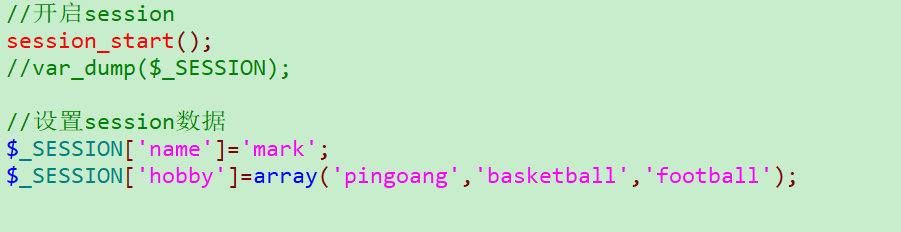 //开启session
session_start();
//var_dump($_SESSION);
//设置session数据
$_SESSION['name']='mark';
$_SESSION['hobby']=array('pingoang','basketball','football');